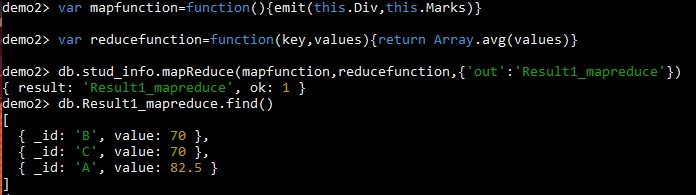 demo2> var mapfunction=function(){emit(this.Div,this.Marks)}
demo2> var reducefunction=function(key,values){return Array.avg(values)}
demo2> db.stud_info.mapReduce(mapfunction,reducefunction,{'out':'Result1_mapreduce'})
{ result: 'Result1_mapreduce', ok: 1 }
demo2> db.Result1_mapreduce.find()
[
  { _id: 'B', value: 70 },
  { _id: 'C', value: 70 },
  { _id: 'A', value: 82.5 }
]